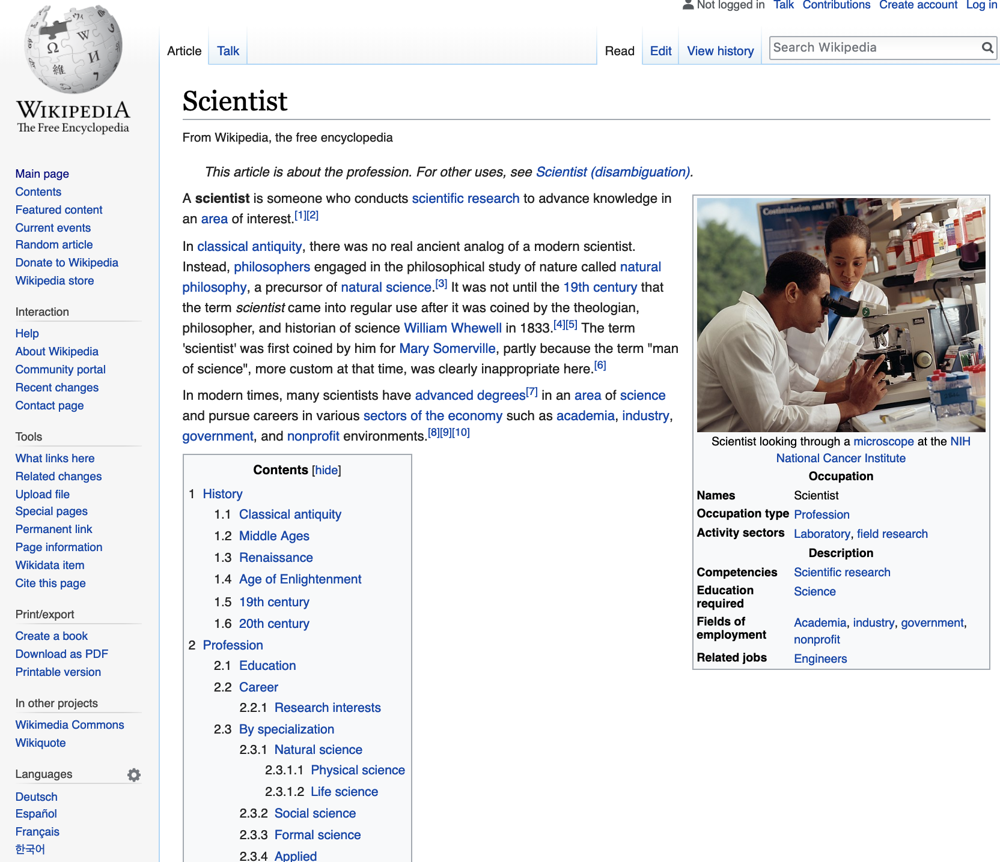 Not logged in Talk Contributions Create account Log in
Article Talk Read Edit View history Search Wikipedia
WIKIPEDIA
The Free Encyclopedia
Main page
Contents
Featured content
Current events
Random article
Donate to Wikipedia
Wikipedia store
Interaction
Help
About Wikipedia
Community portal
Recent changes
Contact page
Tools
What links here
Related changes
Upload file
Special pages
Permanent link
Page information
Wikidata item
Cite this page
Print/export
Create a book
Download as PDF
Printable version
In other projects
Wikimedia Commons
Wikiquote
Languages
Deutsch
Español
Français
한국어
Scientist
From Wikipedia, the free encyclopedia
This article is about the profession. For other uses, see Scientist (disambiguation).
A scientist is someone who conducts scientific research to advance knowledge in
an area of interest.[1][2]
In classical antiquity, there was no real ancient analog of a modern scientist.
Instead, philosophers engaged in the philosophical study of nature called natural
philosophy, a precursor of natural science.[3] It was not until the 19th century that
the term scientist came into regular use after it was coined by the theologian,
philosopher, and historian of science William Whewell in 1833.[4][5] The term
'scientist' was first coined by him for Mary Somerville, partly because the term "man
of science", more custom at that time, was clearly inappropriate here.[6]
In modern times, many scientists have advanced degrees[7] in an area of science
and pursue careers in various sectors of the economy such as academia, industry,
government, and nonprofit environments.[8][9][10]
Contents [hide]
1 History
1.1 Classical antiquity
1.2 Middle Ages
1.3 Renaissance
1.4 Age of Enlightenment
1.5 19th century
1.6 20th century
2 Profession
2.1 Education
2.2 Career
2.2.1 Research interests
2.3 By specialization
2.3.1 Natural science
2.3.1.1 Physical science
2.3.1.2 Life science
2.3.2 Social science
2.3.3 Formal science
2.3.4 Applied
Costimulation and B7
Scientist looking through a microscope at the NIH
National Cancer Institute
Occupation
Names Scientist
Occupation type Profession
Activity sectors Laboratory, field research
Description
Competencies Scientific research
Education
required Science
Fields of
employment Academia, industry, government,
nonprofit
Related jobs Engineers